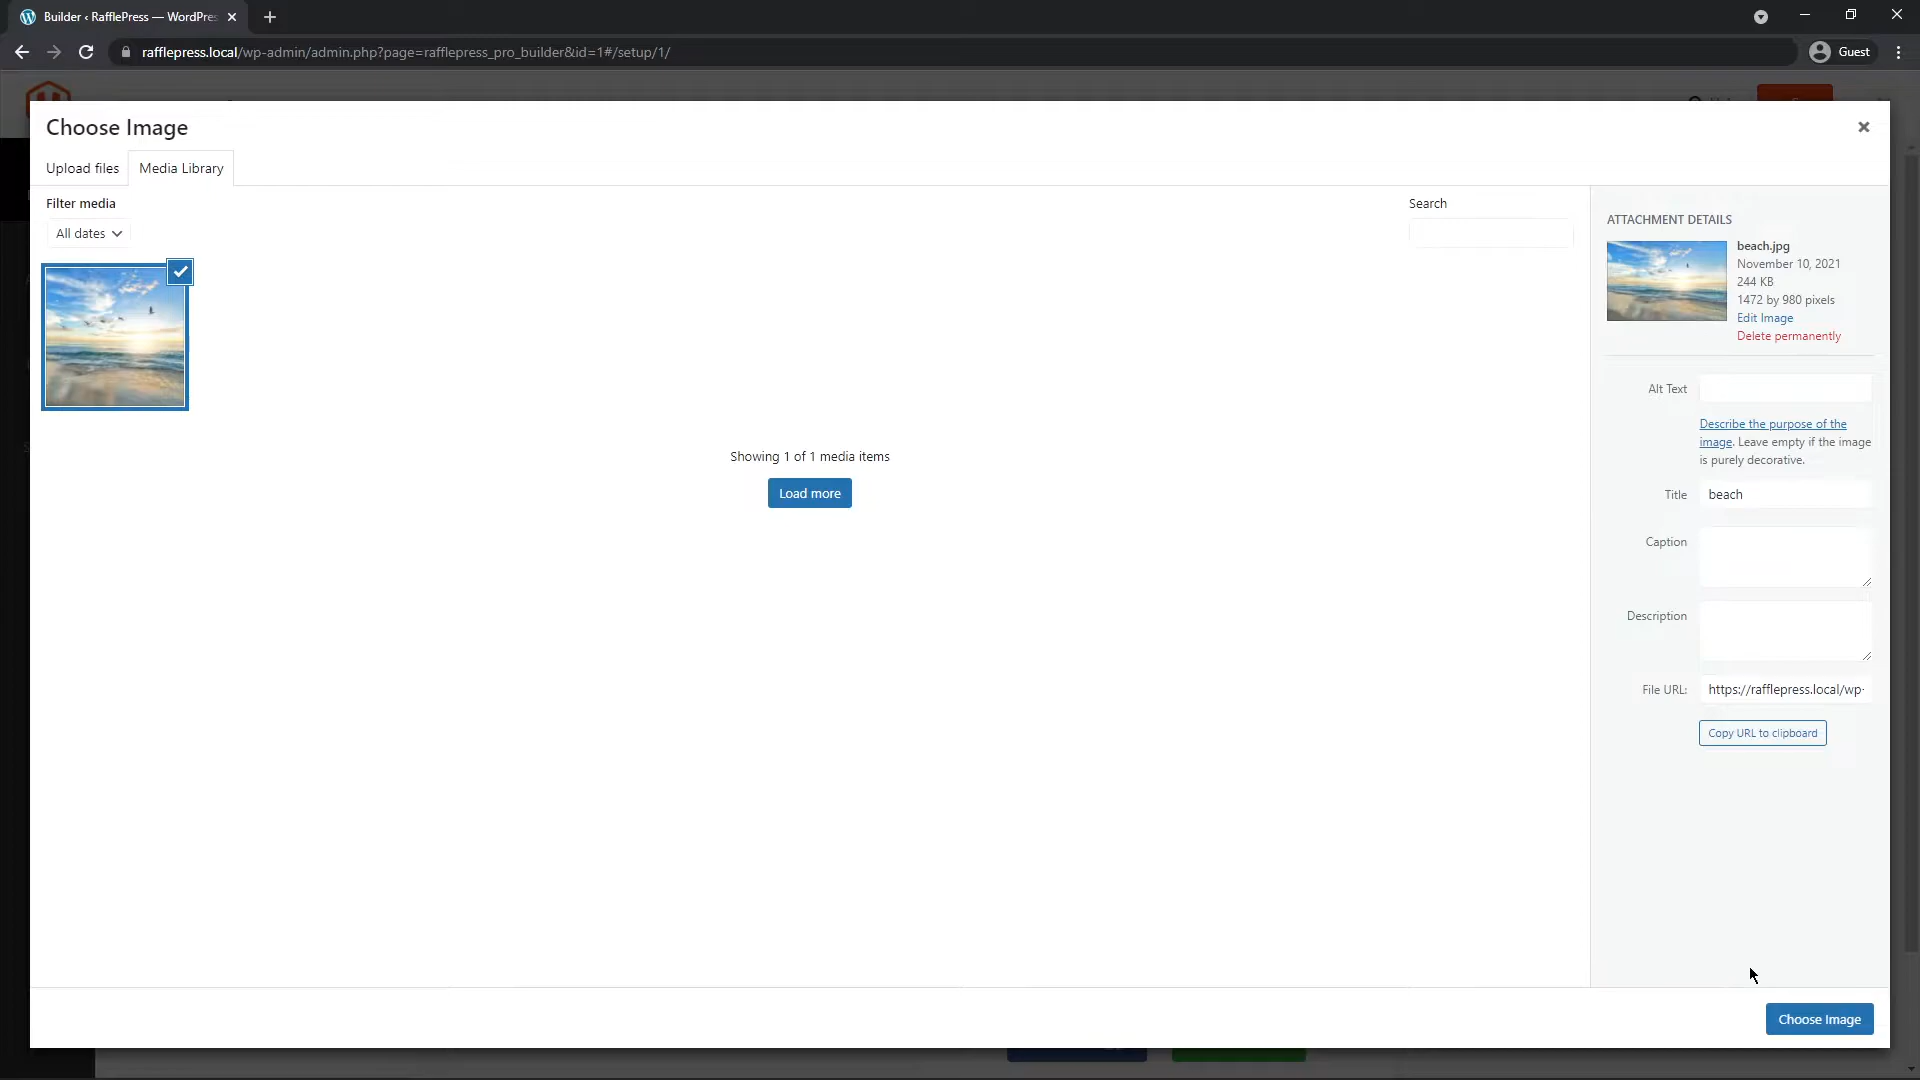 Builder ‹ RafflePress — WordPres
rafflepress.local/wp-admin/admin.php?page=rafflepress_pro_builder&id=1#/setup/1/
Guest
Choose Image
Upload files
Media Library
Filter media
All dates
Search
Showing 1 of 1 media items
Load more
ATTACHMENT DETAILS
beach.jpg
November 10, 2021
244 KB
1472 by 980 pixels
Edit Image
Delete permanently
Alt Text
Describe the purpose of the
image. Leave empty if the image
is purely decorative.
Title
beach
Caption
Description
File URL:
https://rafflepress.local/wp-
Copy URL to clipboard
Choose Image